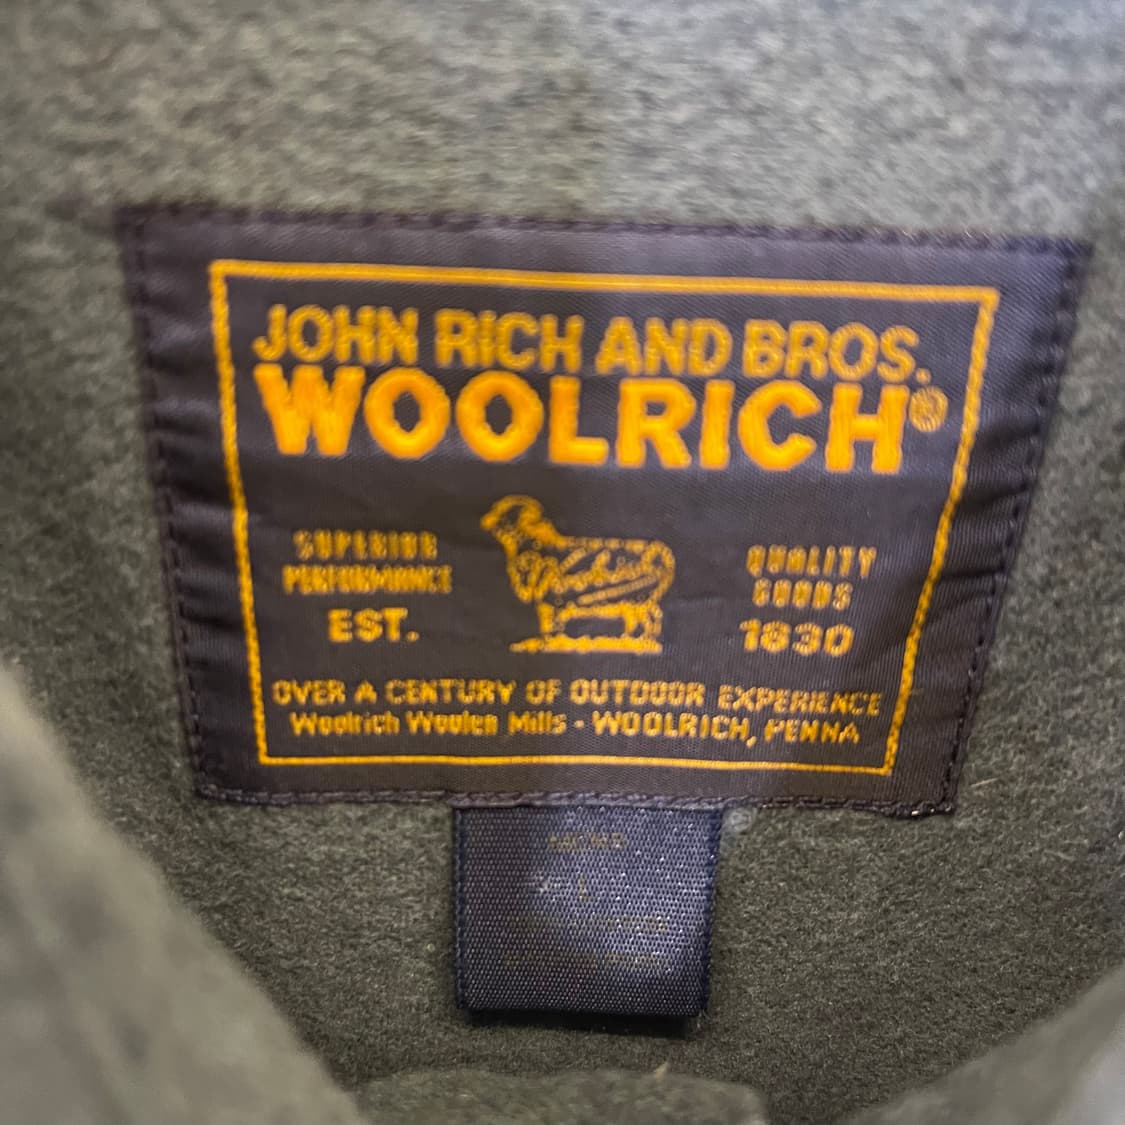 JOHN RICH AND BROS.
WOOLRICH®
SUPERIOR
PERFORMANCE
EST.
Woolrich
QUALITY
GOODS
1830
OVER A CENTURY OF OUTDOOR EXPERIENCE
Woolrich Woolen Mills - WOOLRICH, PENNA
L